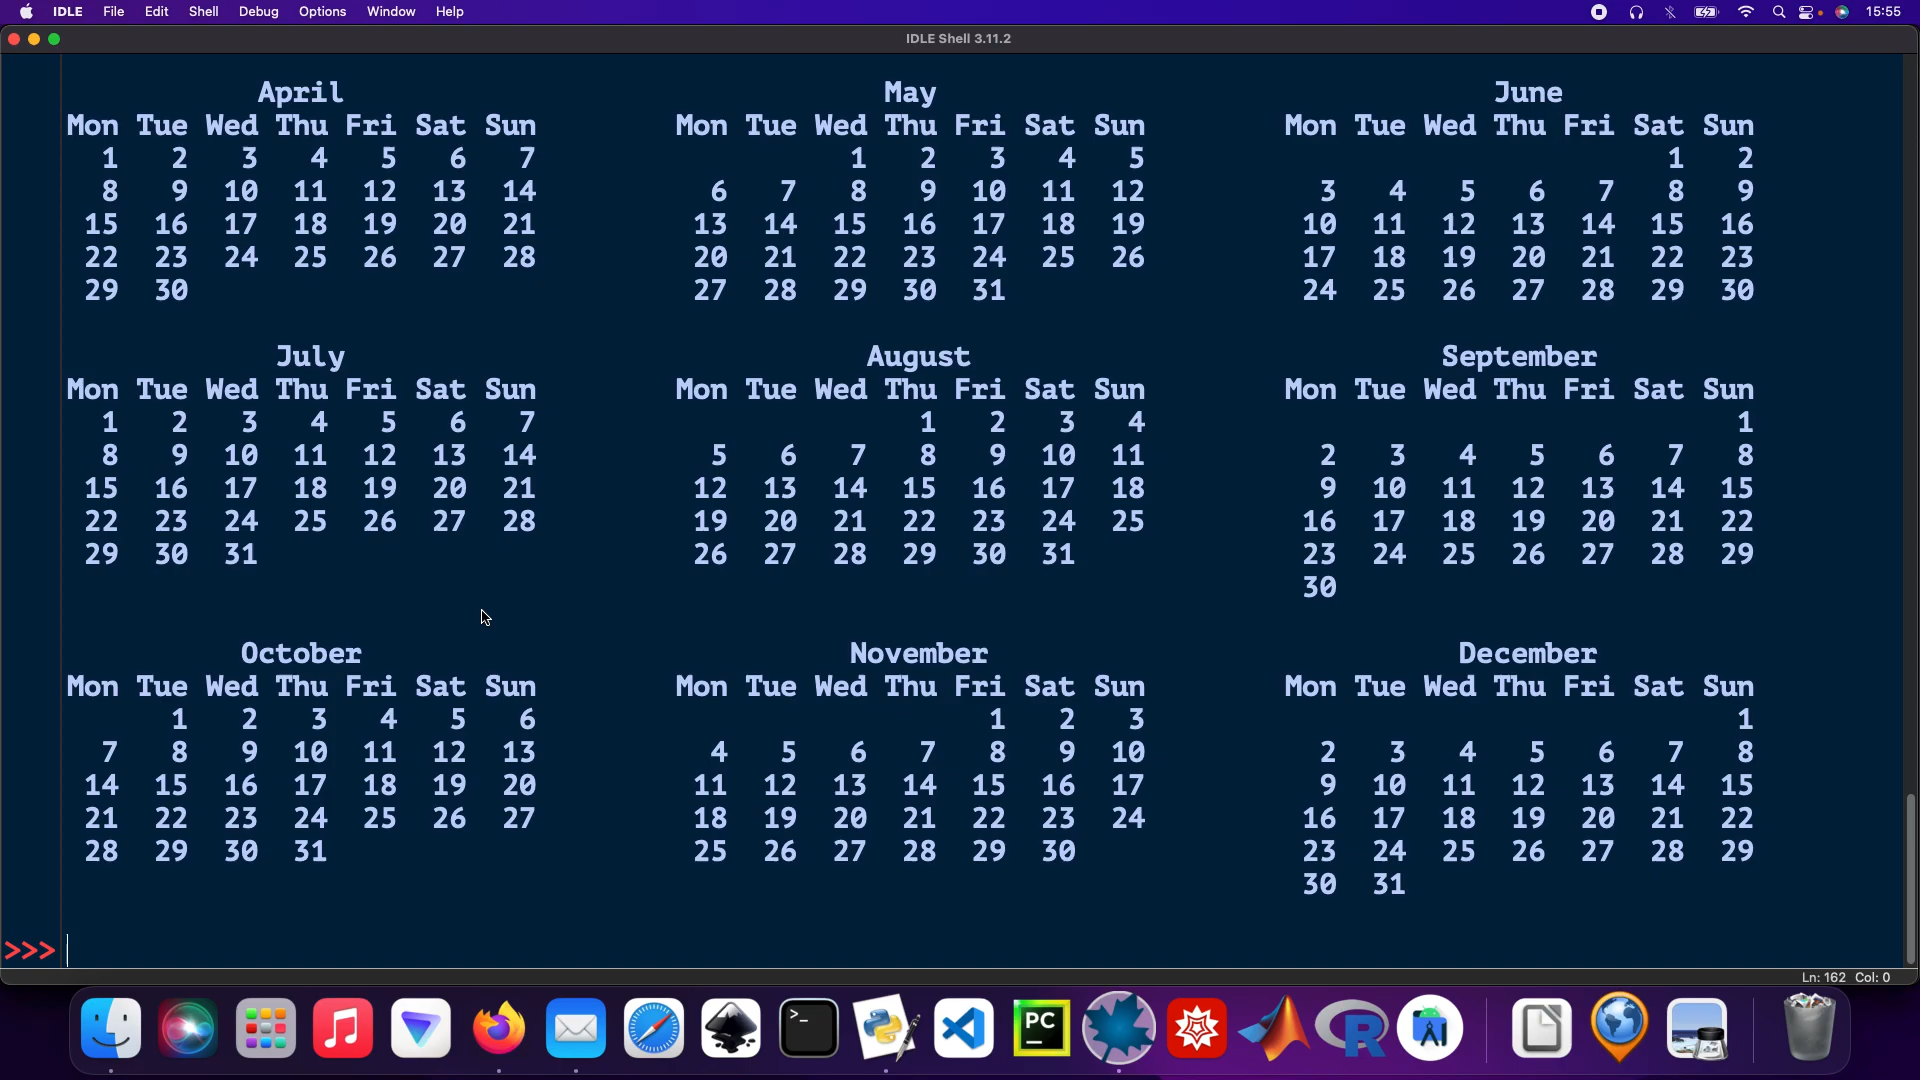 IDLE File Edit Shell Debug Options Window Help 15:55
IDLE Shell 3.11.2
April May June
Mon Tue Wed Thu Fri Sat Sun Mon Tue Wed Thu Fri Sat Sun Mon Tue Wed Thu Fri Sat Sun
1 2 3 4 5 6 7 1 2 3 4 5 1 2
8 9 10 11 12 13 14 6 7 8 9 10 11 12 3 4 5 6 7 8 9
15 16 17 18 19 20 21 13 14 15 16 17 18 19 10 11 12 13 14 15 16
22 23 24 25 26 27 28 20 21 22 23 24 25 26 17 18 19 20 21 22 23
29 30 27 28 29 30 31 24 25 26 27 28 29 30
July August September
Mon Tue Wed Thu Fri Sat Sun Mon Tue Wed Thu Fri Sat Sun Mon Tue Wed Thu Fri Sat Sun
1 2 3 4 5 6 7 1 2 3 4 1
8 9 10 11 12 13 14 5 6 7 8 9 10 11 2 3 4 5 6 7 8
15 16 17 18 19 20 21 12 13 14 15 16 17 18 9 10 11 12 13 14 15
22 23 24 25 26 27 28 19 20 21 22 23 24 25 16 17 18 19 20 21 22
29 30 31 26 27 28 29 30 31 23 24 25 26 27 28 29
30
October November December
Mon Tue Wed Thu Fri Sat Sun Mon Tue Wed Thu Fri Sat Sun Mon Tue Wed Thu Fri Sat Sun
1 2 3 4 5 6 1 2 3 1
7 8 9 10 11 12 13 4 5 6 7 8 9 10 2 3 4 5 6 7 8
14 15 16 17 18 19 20 11 12 13 14 15 16 17 9 10 11 12 13 14 15
21 22 23 24 25 26 27 18 19 20 21 22 23 24 16 17 18 19 20 21 22
28 29 30 31 25 26 27 28 29 30 23 24 25 26 27 28 29
30 31
>>>
Ln: 162 Col: 0
>_ PC R